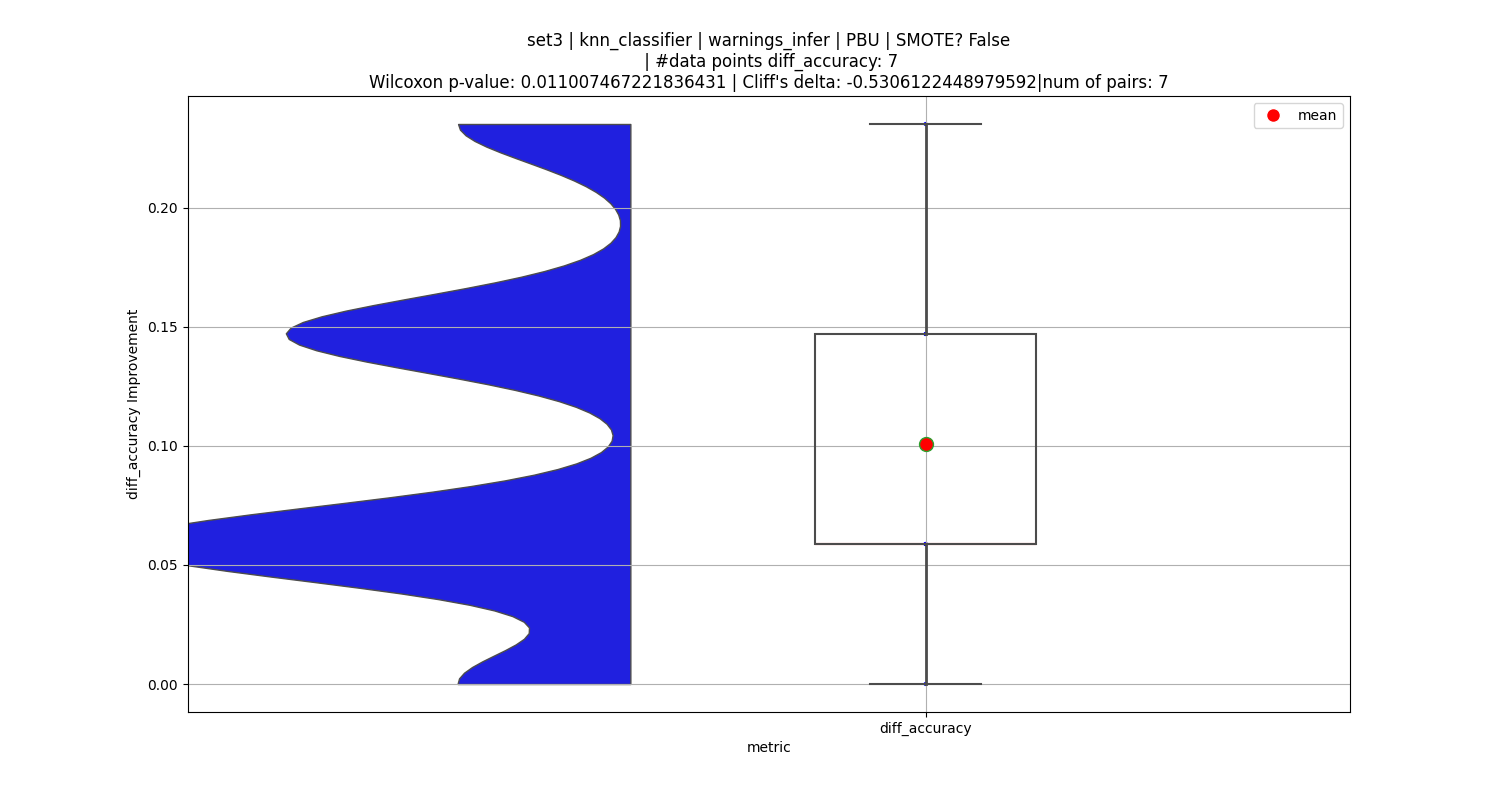 set3 | knn_classifier | warnings_infer | PBU | SMOTE? False
| #data points diff_accuracy: 7
Wilcoxon p-value: 0.011007467221836431 | Cliff's delta: -0.5306122448979592|num of pairs: 7
mean
diff_accuracy Improvement
0.20
0.15
0.10
0.05
0.00
diff_accuracy
metric